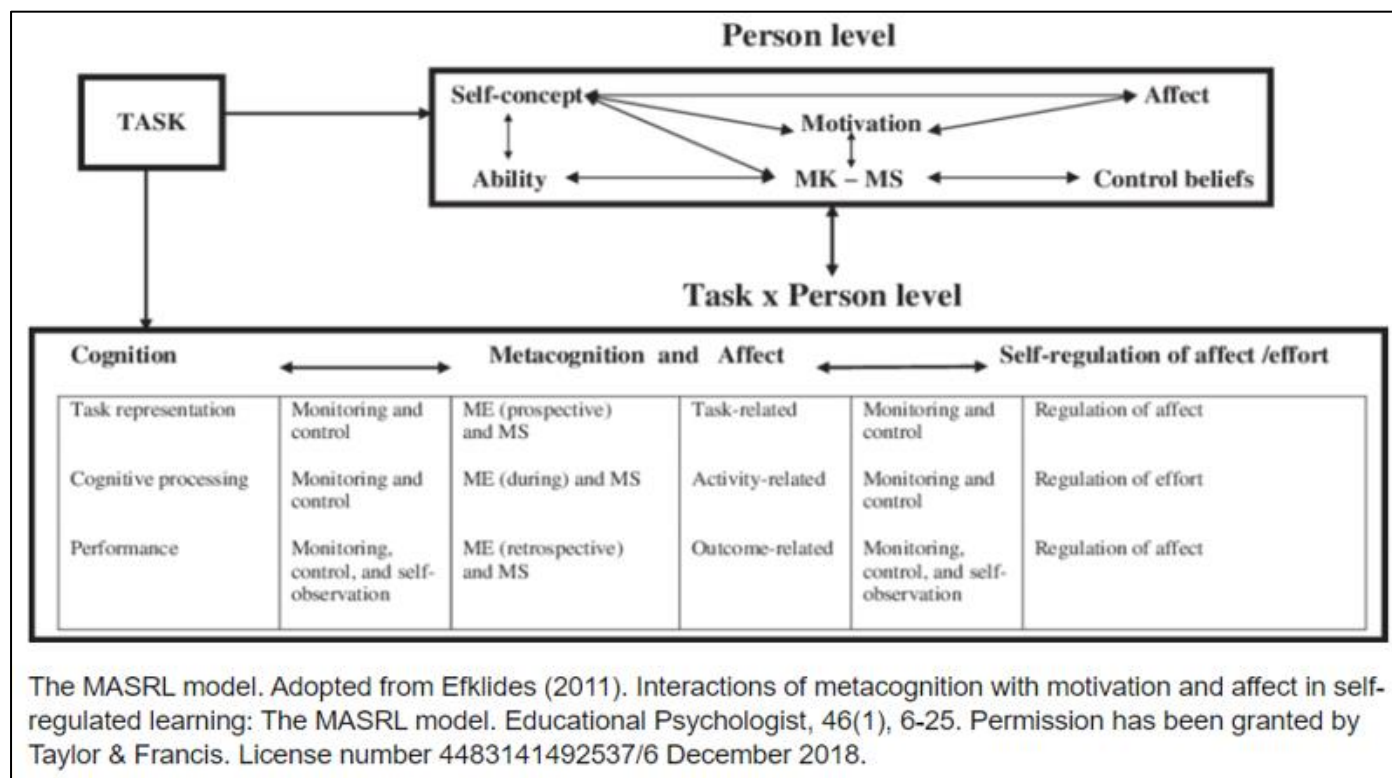 Person level
TASK
Self-concept
Affect
Motivation
Ability
MK – MS
Control beliefs
Task x Person level
Cognition
Metacognition and Affect
Self-regulation of affect /effort
Task representation
Monitoring and
control
ME (prospective)
and MS
Task-related
Monitoring and
control
Regulation of affect
Cognitive processing
Monitoring and
control
ME (during) and MS
Activity-related
Monitoring and
control
Regulation of effort
Performance
Monitoring,
control, and self-
observation
ME (retrospective)
and MS
Outcome-related
Monitoring,
control, and self-
observation
Regulation of affect
The MASRL model. Adopted from Efklides (2011). Interactions of metacognition with motivation and affect in self-
regulated learning: The MASRL model. Educational Psychologist, 46(1), 6-25. Permission has been granted by
Taylor & Francis. License number 4483141492537/6 December 2018.